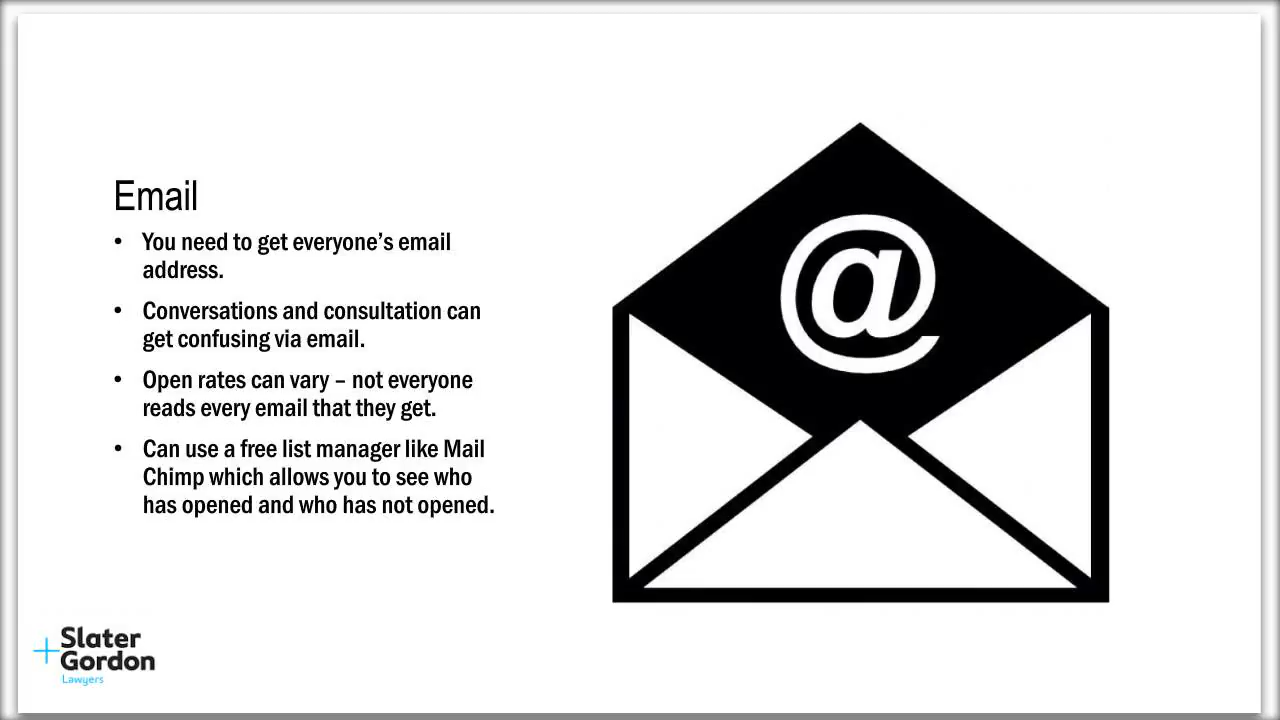 Email
• You need to get everyone’s email
address.
• Conversations and consultation can
get confusing via email.
• Open rates can vary – not everyone
reads every email that they get.
• Can use a free list manager like Mail
Chimp which allows you to see who
has opened and who has not opened.
@
Slater
Gordon
Lawyers